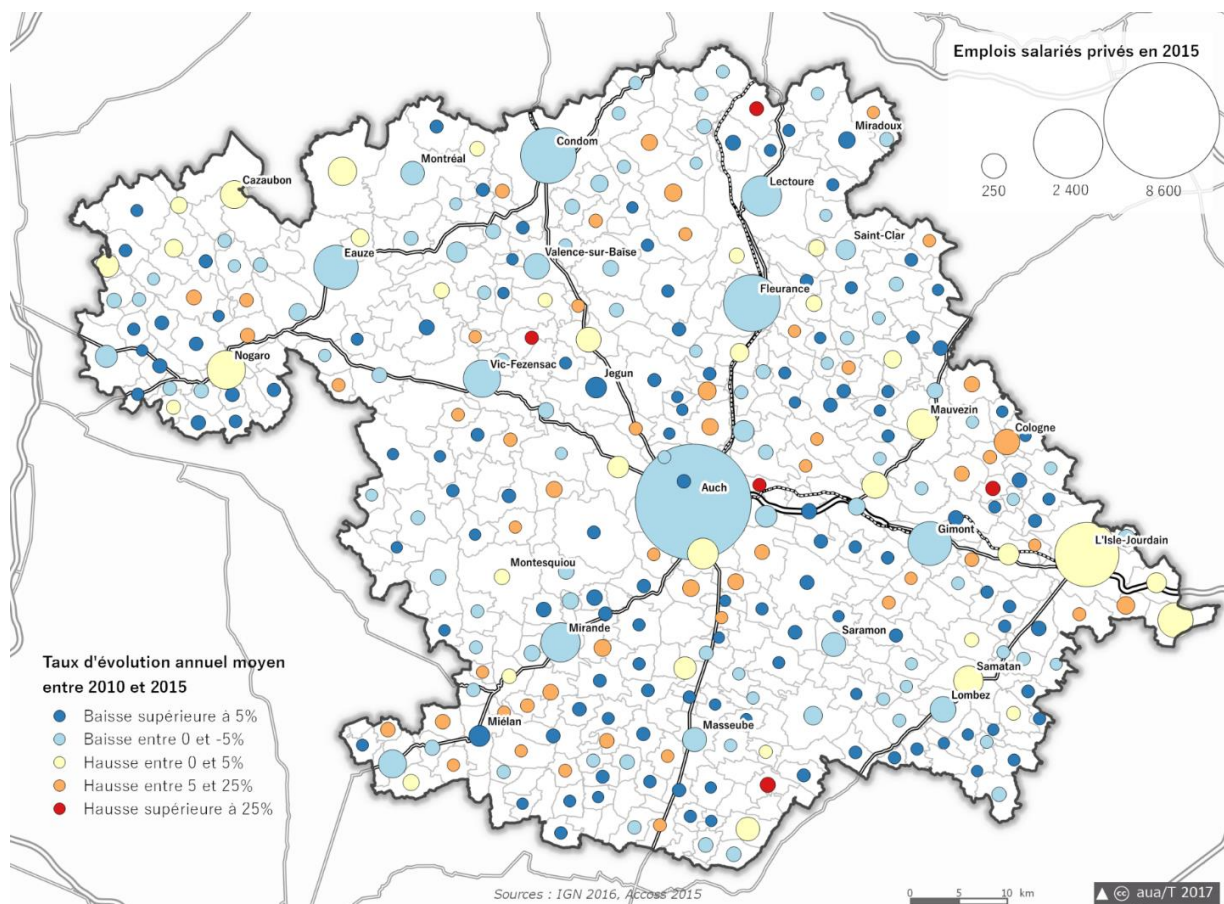 Emplois salariés privés en 2015
250
2 400
8 600
Condom
Miradoux
Montréal
Cazaubon
Lectoure
Saint-Clar
Eauze
Valence-sur-Baïse
Fleurance
Nogaro
Vic-Fezensac
Jegun
Mauvezin
Cologne
Auch
Gimont
L'Isle-Jourdain
Montesquiou
Mirande
Saramon
Samatan
Lombez
Miélan
Masseube
Taux d'évolution annuel moyen
entre 2010 et 2015
Baisse supérieure à 5%
Baisse entre 0 et -5%
Hausse entre 0 et 5%
Hausse entre 5 et 25%
Hausse supérieure à 25%
Sources : IGN 2016, Accoss 2015
0 5 10 km
cc aua/T 2017